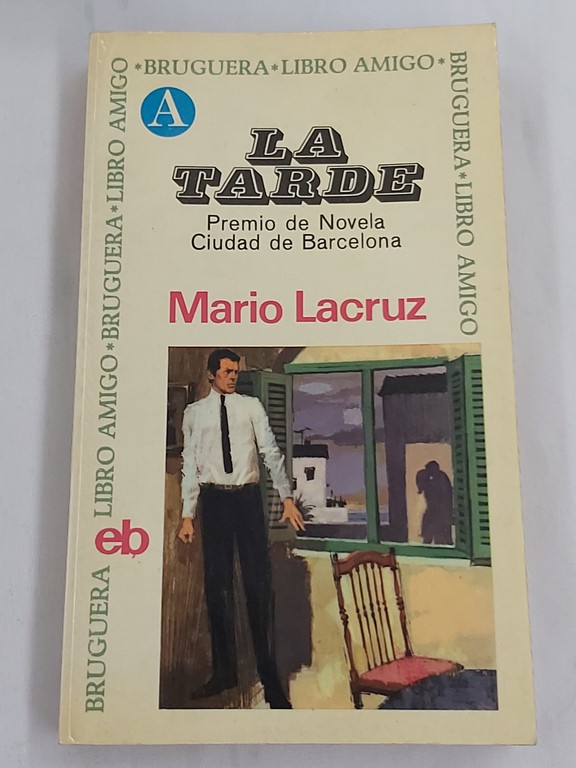 *BRUGUERA*LIBRO AMIGO*
BRUGUERA*LIBRO AMIGO
BRUGUERA LIBRO AMIGO*BRUGUERA*LIBRO AMIGO
A
LA
TARDE
Premio de Novela
Ciudad de Barcelona
Mario Lacruz
eb